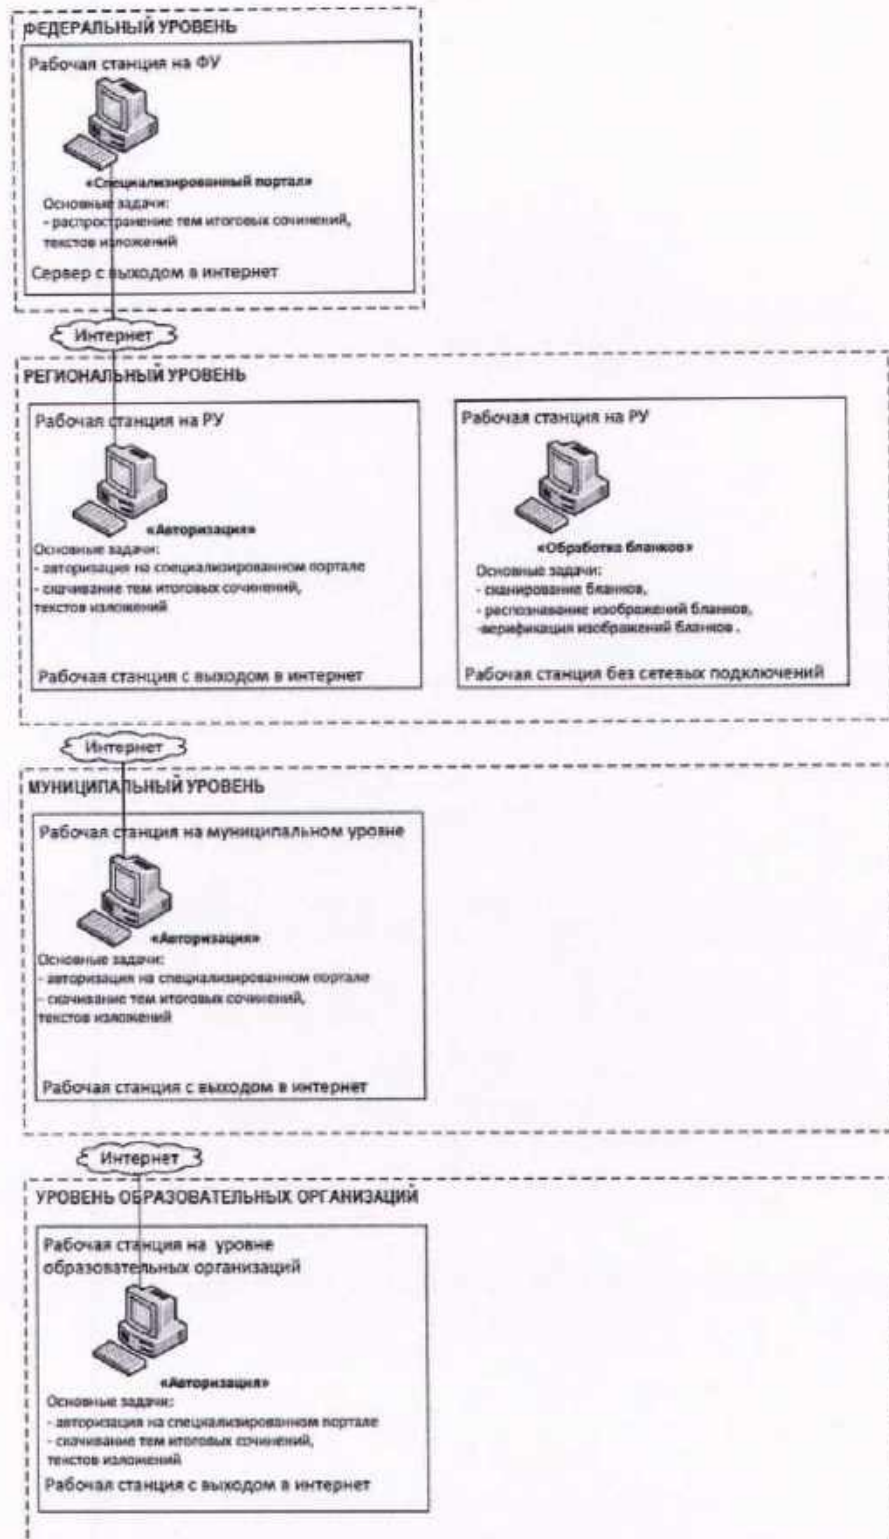 ФЕДЕРАЛЬНЫЙ УРОВЕНЬ
Рабочая станция на ФУ
«Специализированный портал»
Основные задачи:
- распространение тем итоговых сочинений,
текстов изложений
Сервер с выходом в интернет
Интернет
РЕГИОНАЛЬНЫЙ УРОВЕНЬ
Рабочая станция на РУ
«Авторизация»
Основные задачи:
- авторизация на специализированном портале
- скачивание тем итоговых сочинений,
текстов изложений
Рабочая станция с выходом в интернет
Рабочая станция на РУ
«Обработка бланков»
Основные задачи:
- сканирование бланков,
- распознавание изображений бланков,
-верификация изображений бланков .
Рабочая станция без сетевых подключений
Интернет
МУНИЦИПАЛЬНЫЙ УРОВЕНЬ
Рабочая станция на муниципальном уровне
«Авторизация»
Основные задачи:
- авторизация на специализированном портале
- скачивание тем итоговых сочинений,
текстов изложений
Рабочая станция с выходом в интернет
Интернет
УРОВЕНЬ ОБРАЗОВАТЕЛЬНЫХ ОРГАНИЗАЦИЙ
Рабочая станция на уровне
образовательных организаций
«Авторизация»
Основные задачи:
- авторизация на специализированном портале
- скачивание тем итоговых сочинений,
текстов изложений
Рабочая станция с выходом в интернет